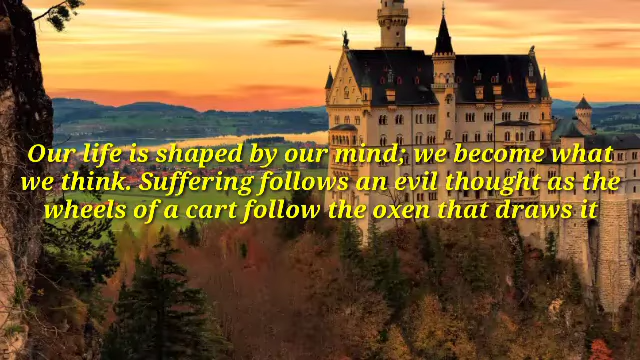 Our life is shaped by our mind; we become what
we think. Suffering follows an evil thought as the
wheels of a cart follow the oxen that draws it